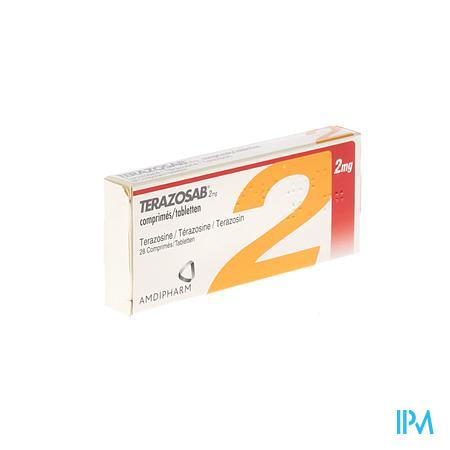 TERAZOSAB® 2mg
comprimés/tabletten
Terazosine / Térazosine / Terazosin
28 Comprimés/Tabletten
AMDIPHARM
2
2mg
IPM